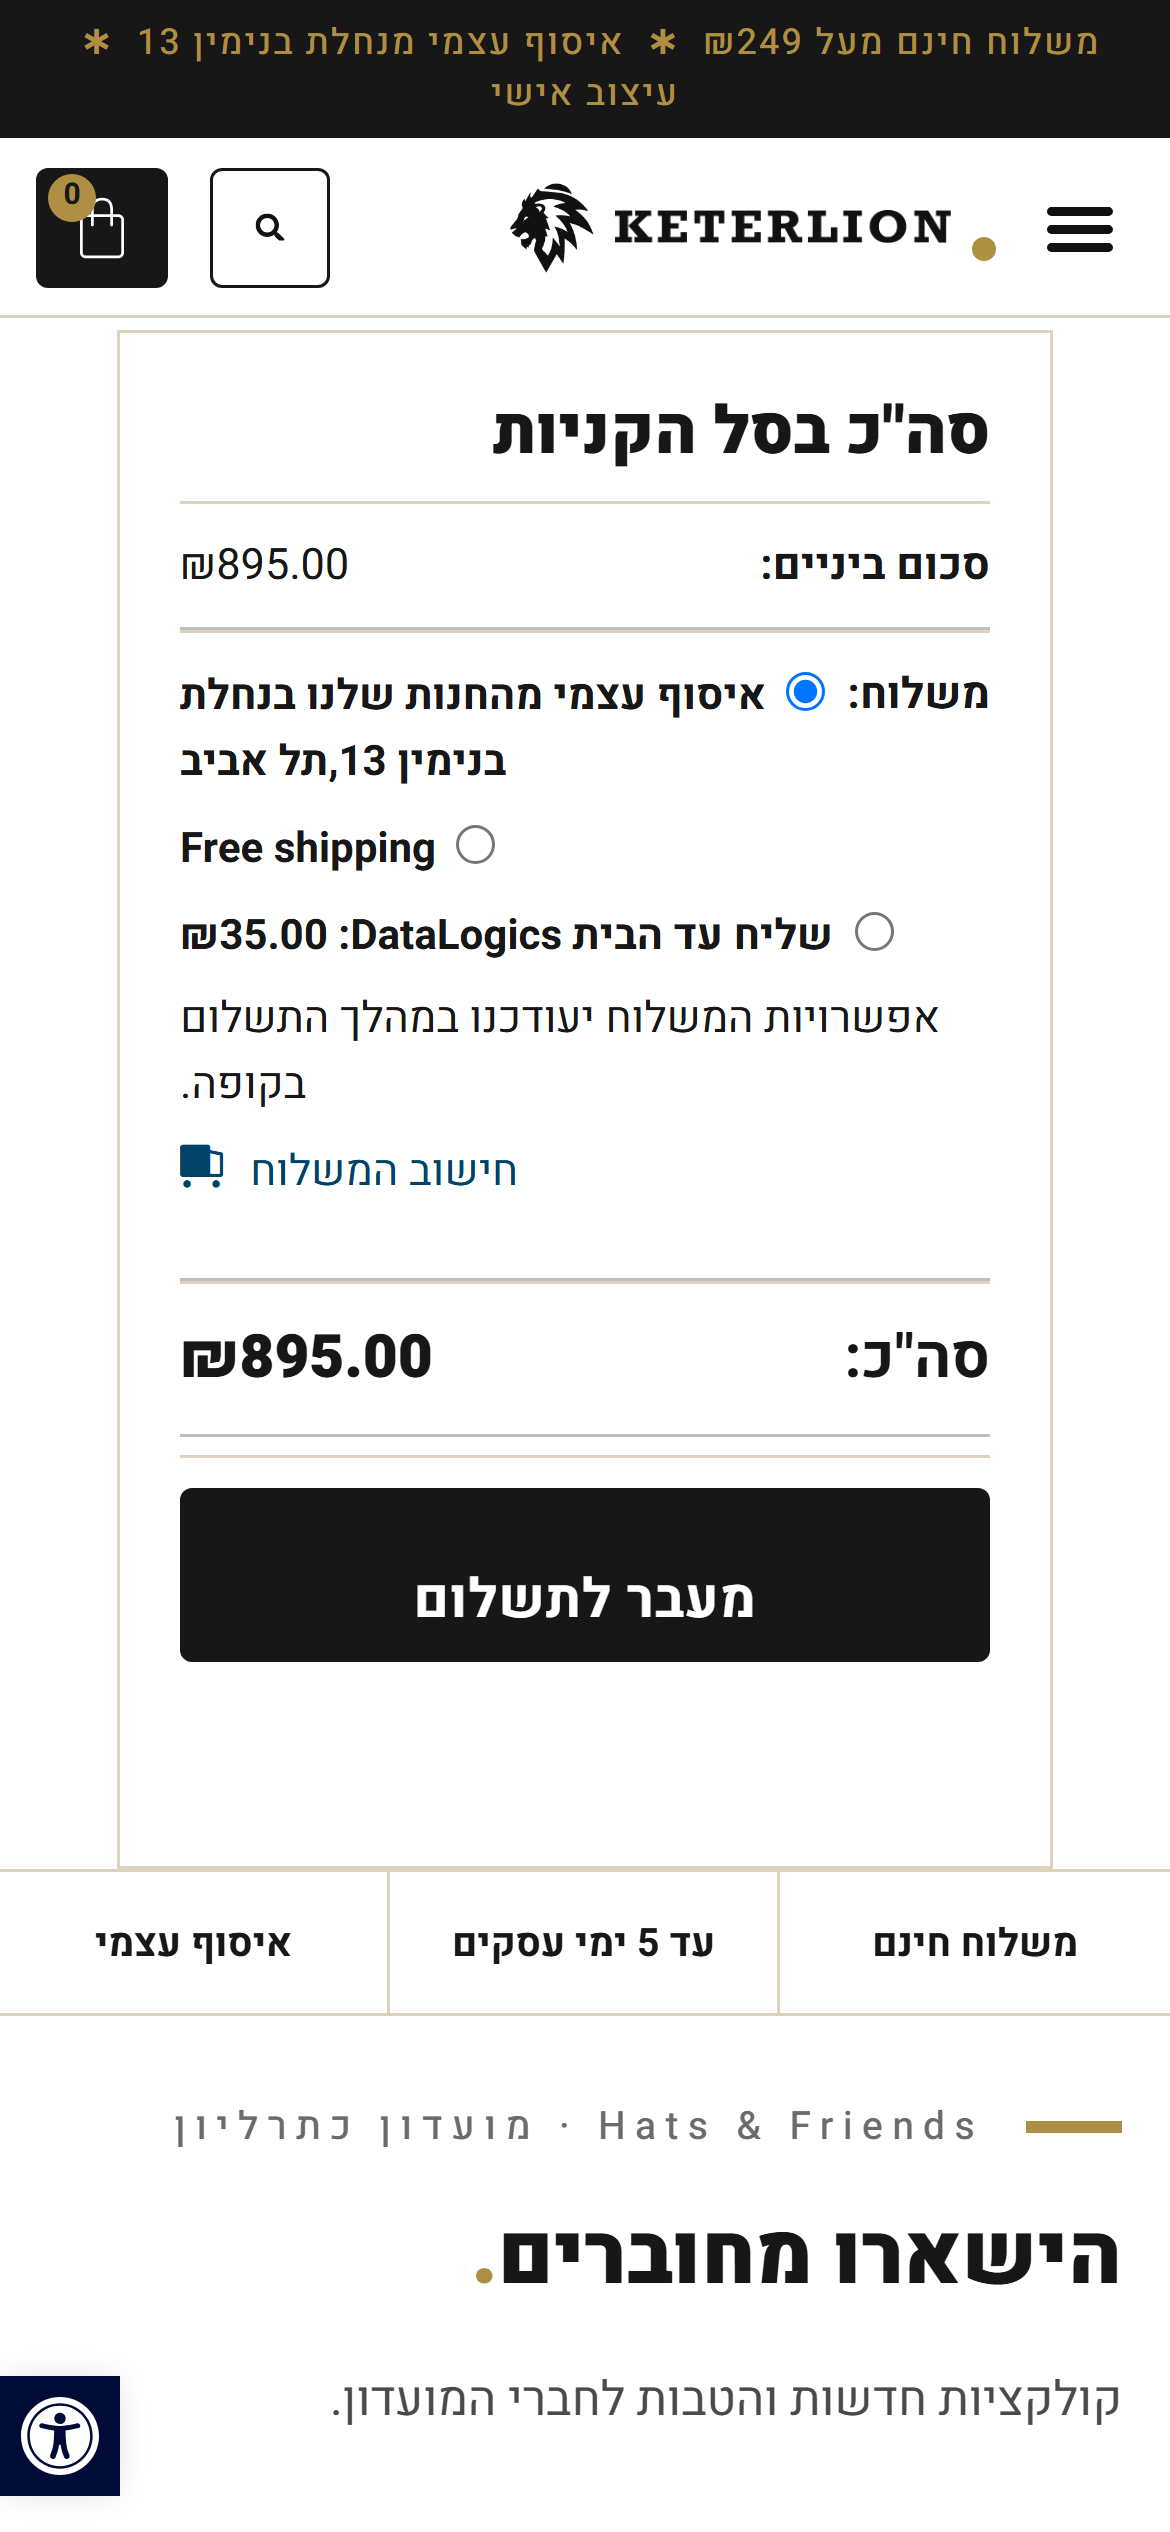 משלוח חינם מעל 249₪ ✱ איסוף עצמי מנחלת בנימין 13 ✱
עיצוב אישי
KETERLION
0
סה"כ בסל הקניות
סכום ביניים: 895.00₪
משלוח: איסוף עצמי מהחנות שלנו בנחלת
בנימין 13,תל אביב
Free shipping
שליח עד הבית DataLogics: 35.00₪
אפשרויות המשלוח יעודכנו במהלך התשלום
בקופה.
חישוב המשלוח
סה"כ: 895.00₪
מעבר לתשלום
משלוח חינם
עד 5 ימי עסקים
איסוף עצמי
Hats & Friends · מועדון כתרליון
הישארו מחוברים.
קולקציות חדשות והטבות לחברי המועדון.